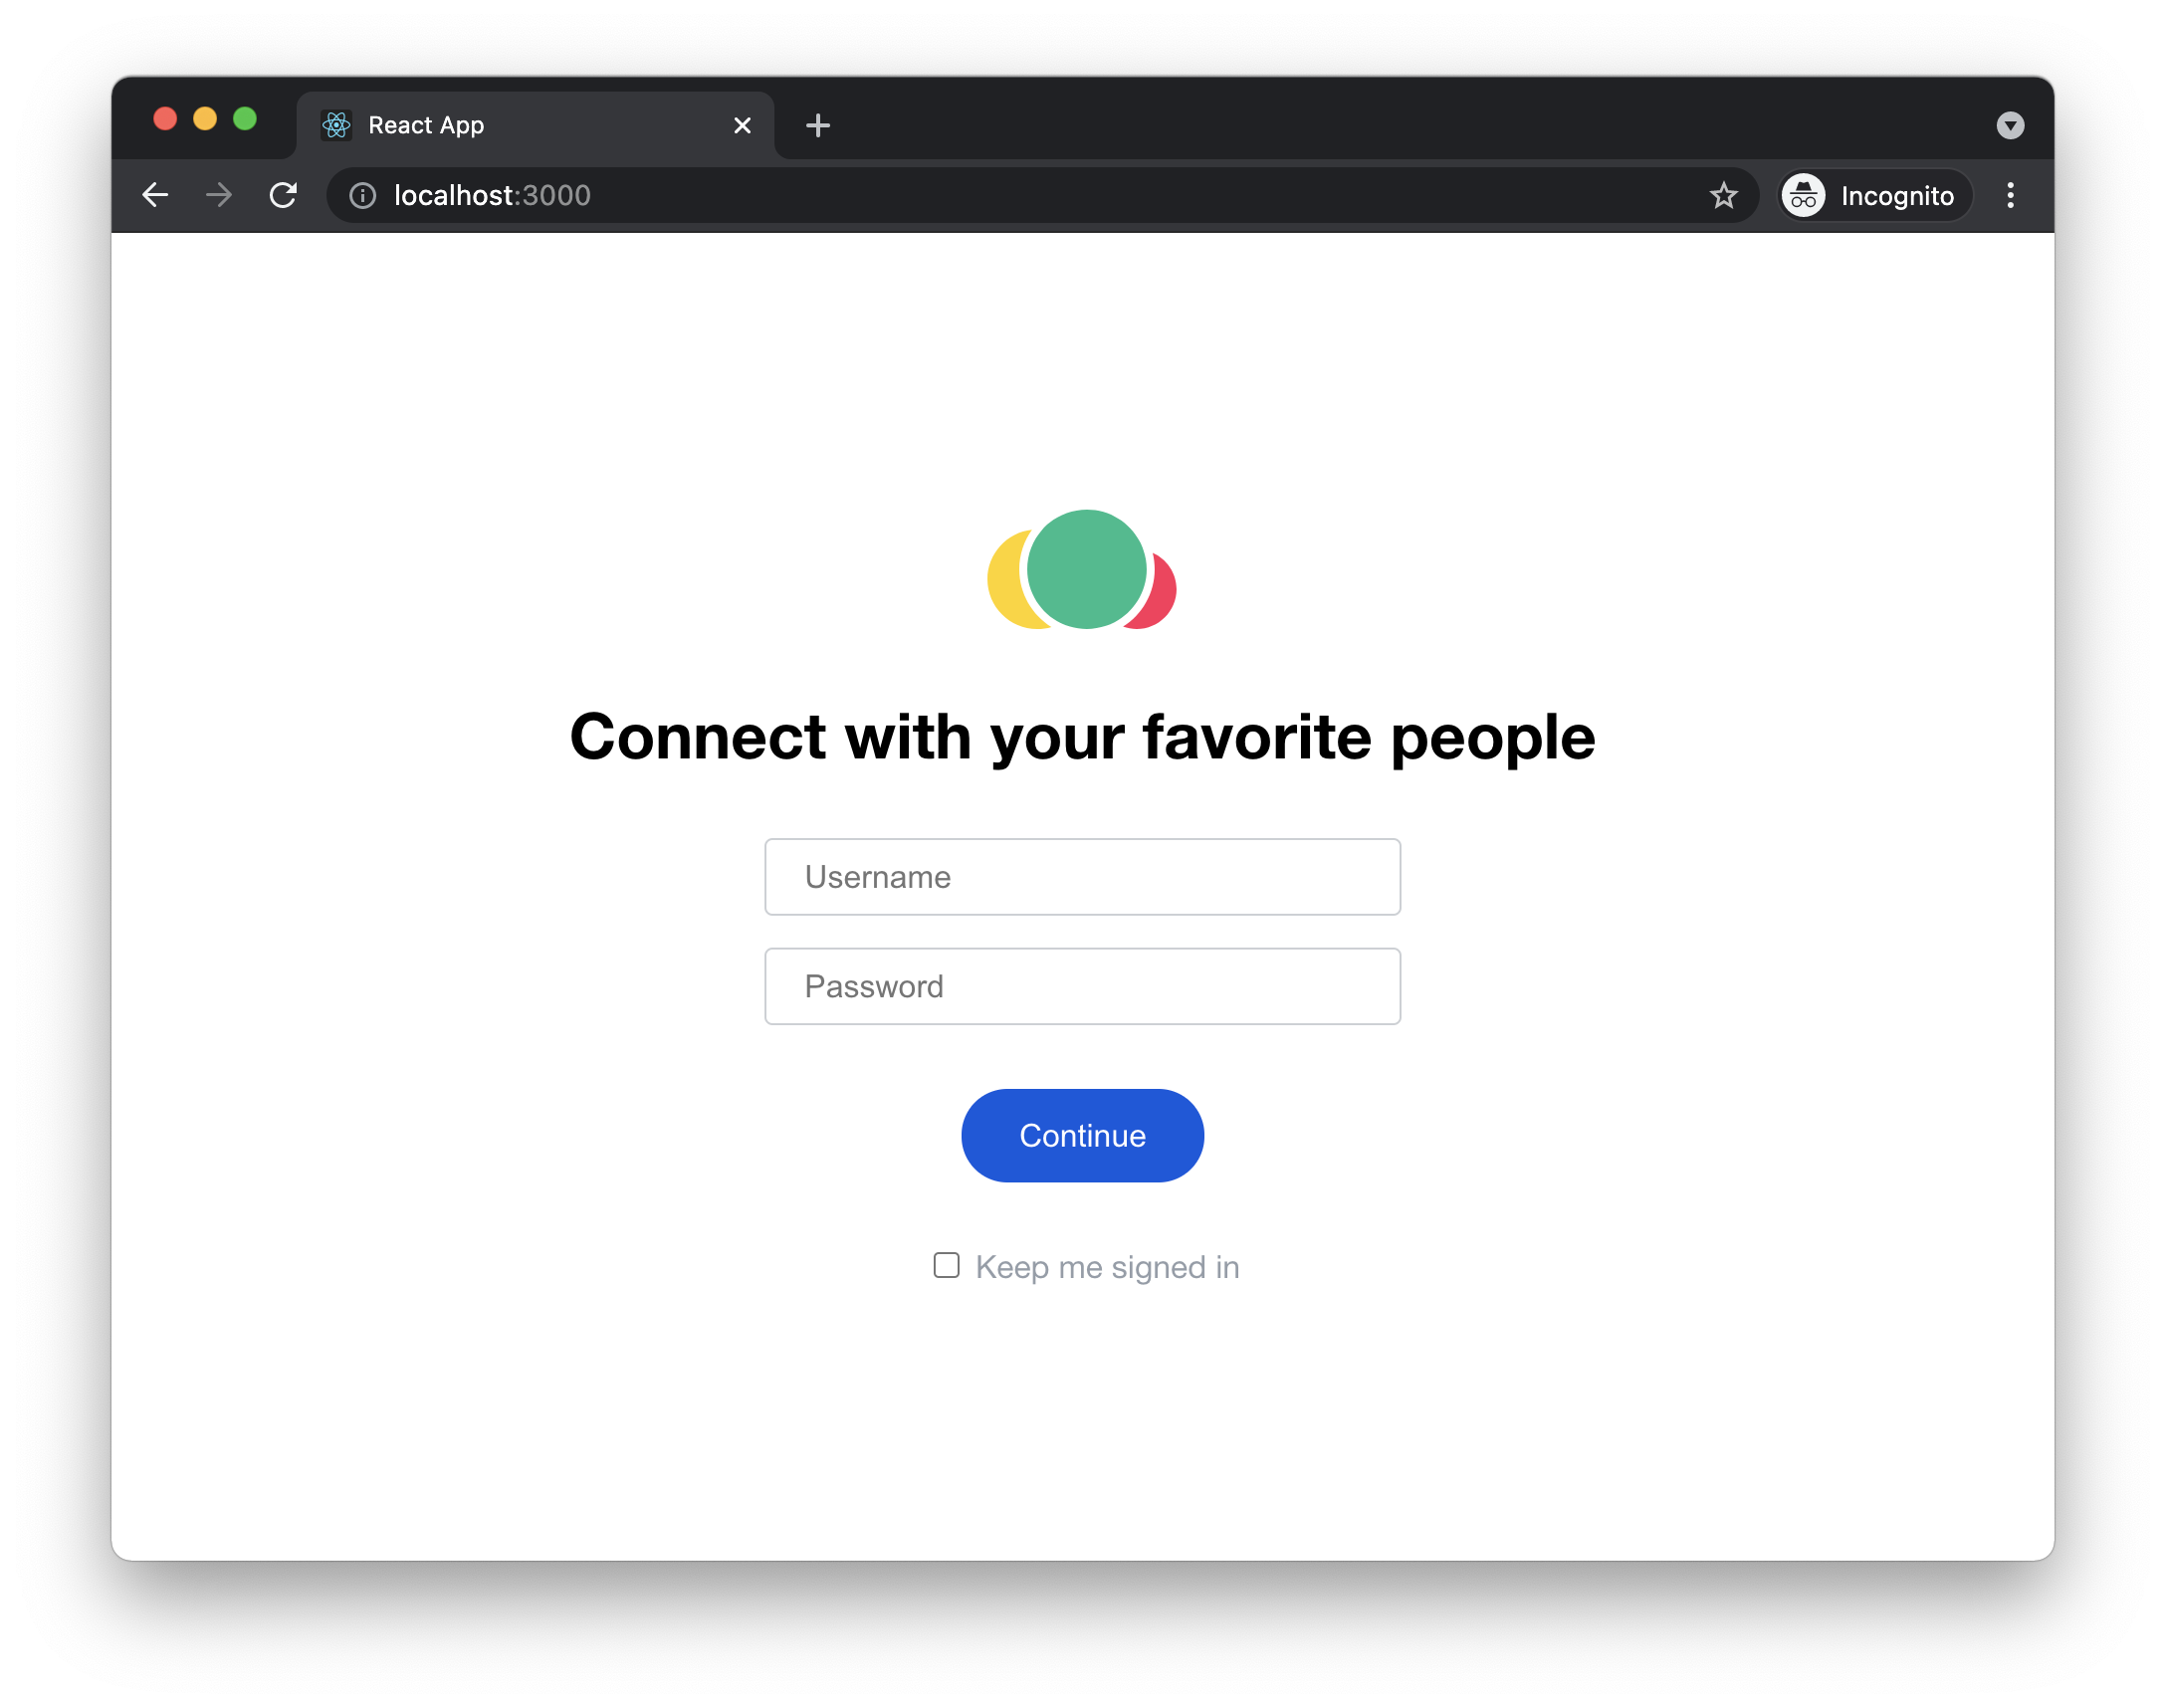 React App
localhost:3000
Incognito
Connect with your favorite people
Username
Password
Continue
Keep me signed in